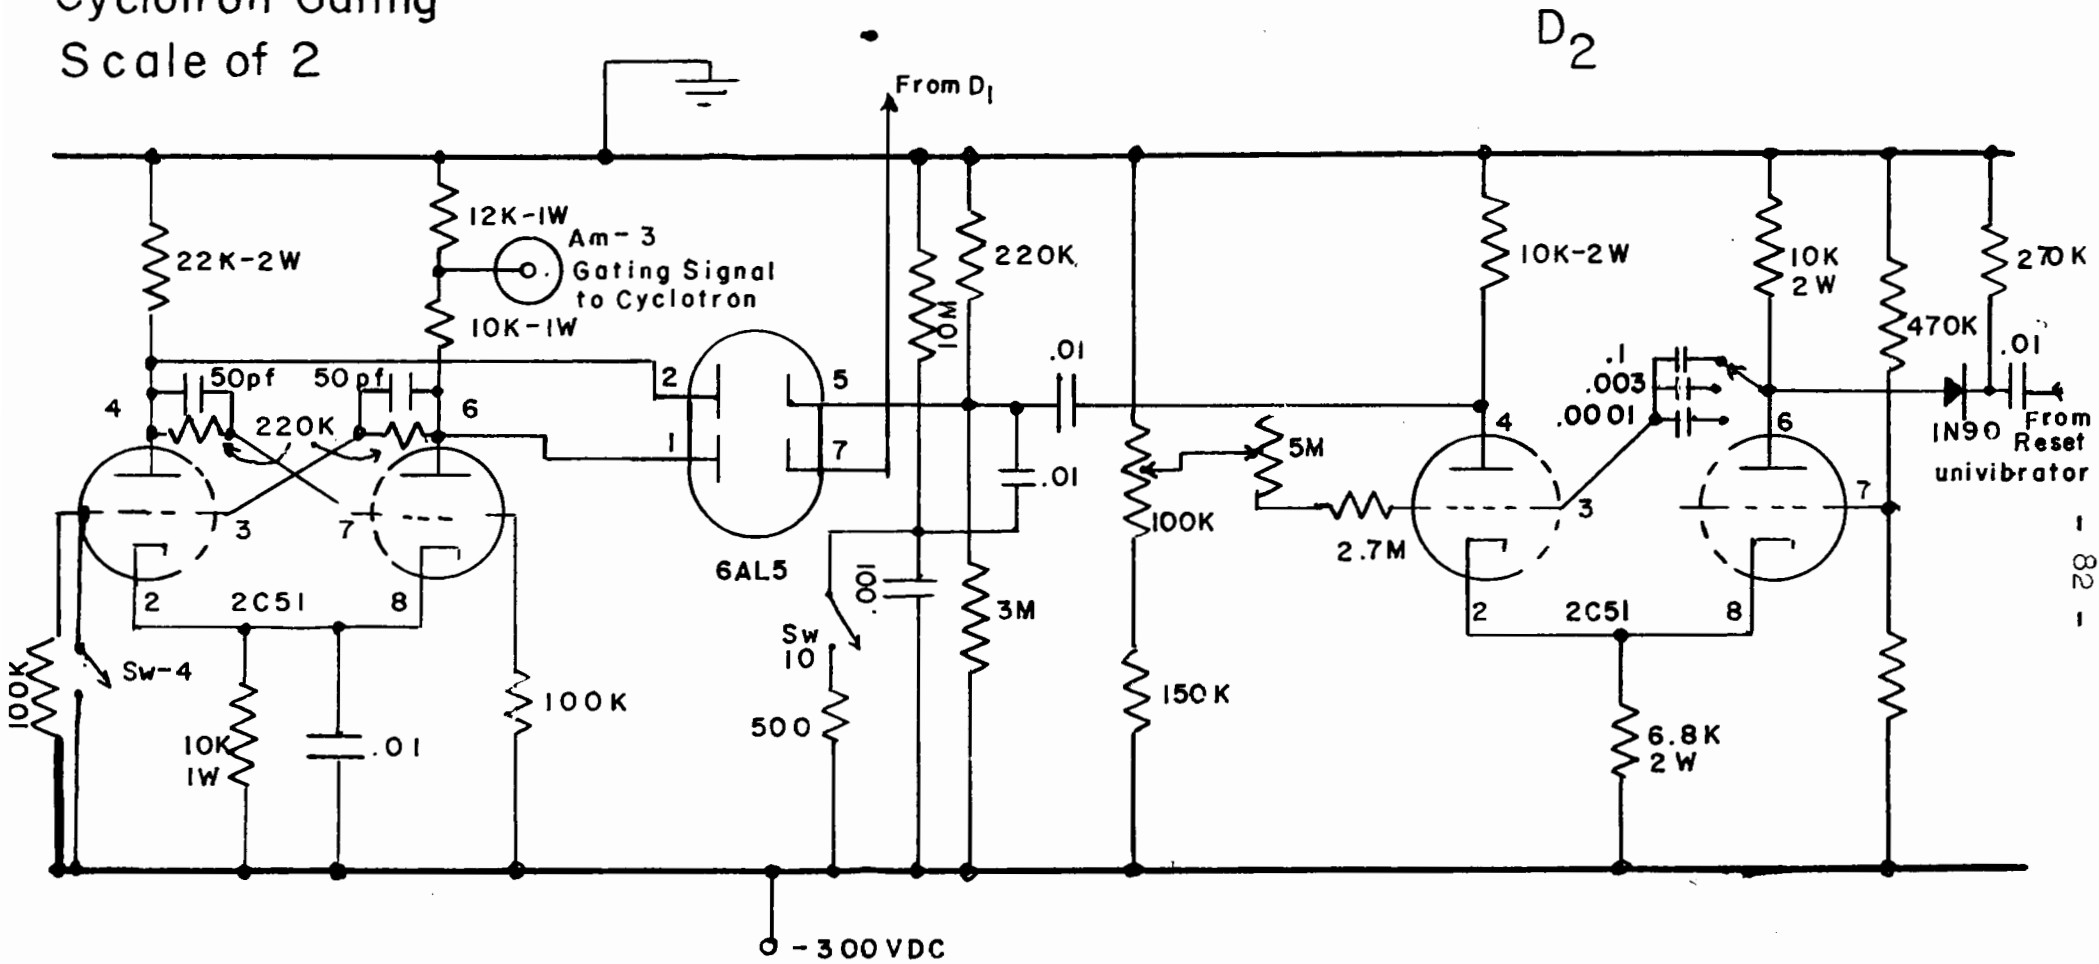 Cyclotron Gating
Scale of 2
D2
From D1
12K-1W
Am-3
Gating Signal
to Cyclotron
22K-2W
10K-1W
10M
220K
10K-2W
10K
2W
270K
470K
.01
50pf
50pf
4
220K
6
2
5
1
7
.01
.01
5M
.1
.003
.0001
4
6
1N90
From
Reset
univibrator
3
7
100K
2.7M
3
7
6AL5
2
2C51
8
.001
3M
2
2C51
8
- 82 -
Sw
10
Sw-4
100K
100K
150K
500
10K
1W
.01
6.8K
2W
-300VDC